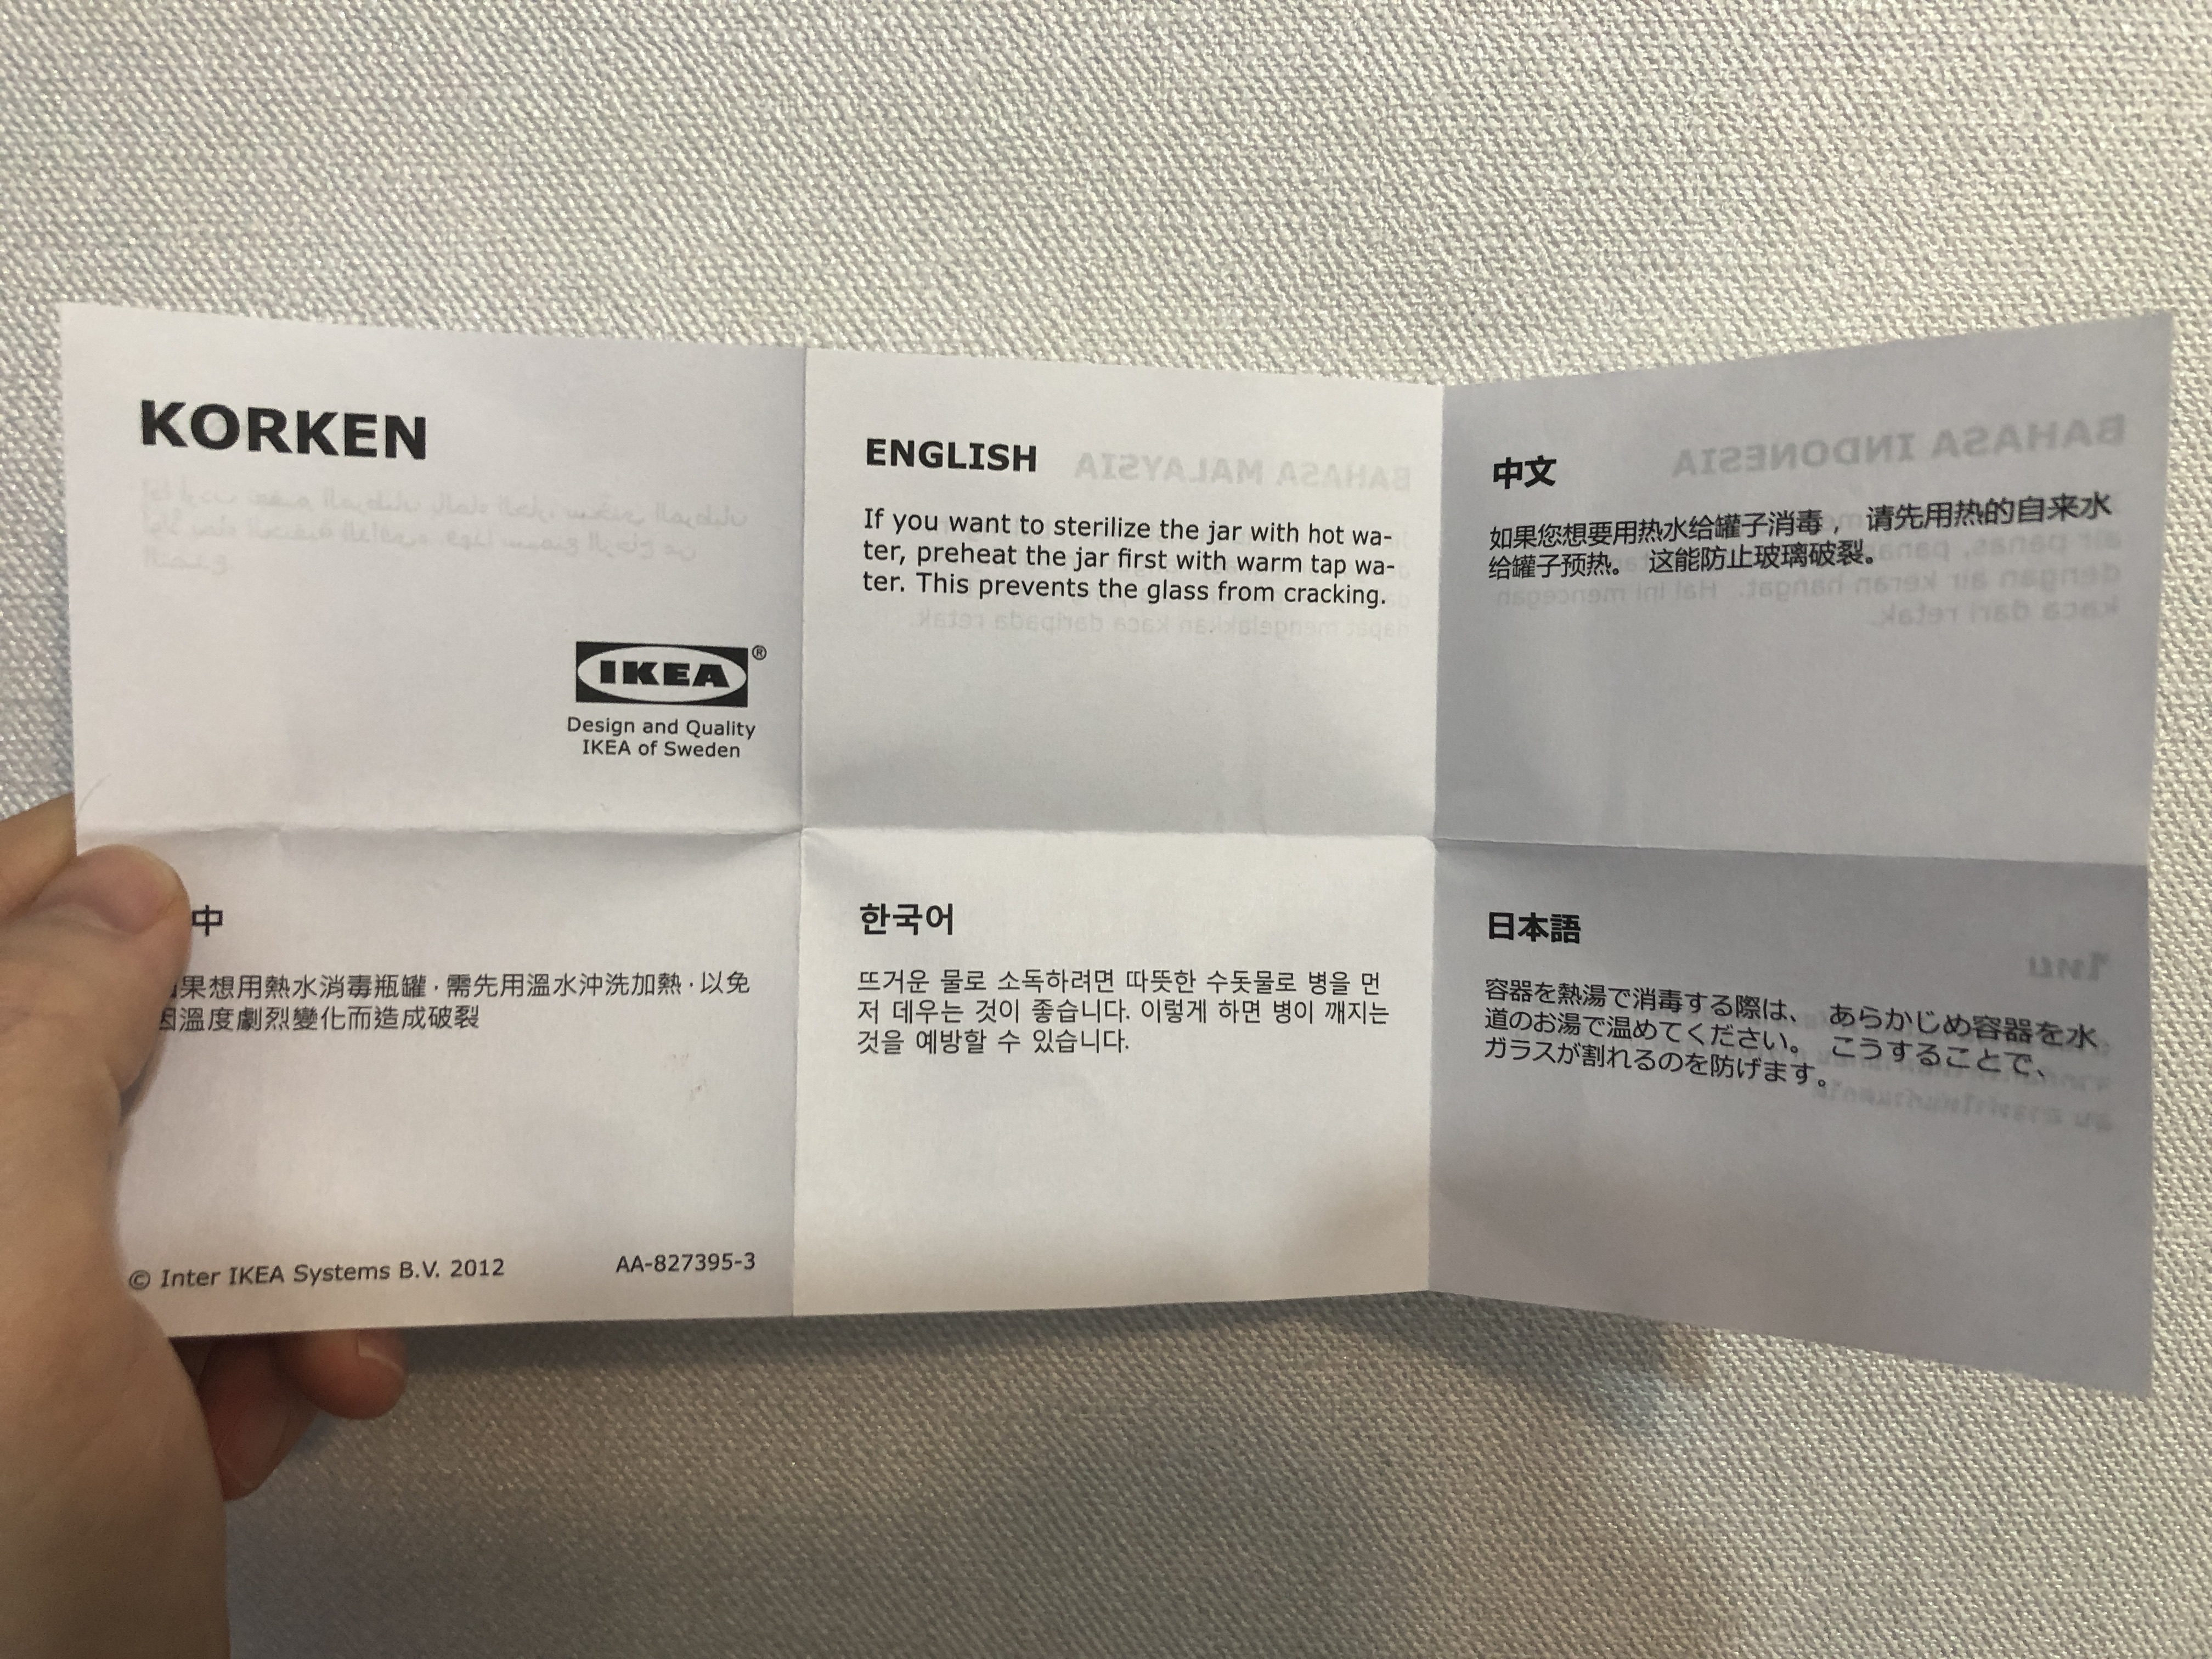 KORKEN
IKEA®
Design and Quality
IKEA of Sweden
ENGLISH
If you want to sterilize the jar with hot wa-
ter, preheat the jar first with warm tap wa-
ter. This prevents the glass from cracking.
中文
如果您想要用热水给罐子消毒， 请先用热的自来水
给罐子预热。 这能防止玻璃破裂。
中
果想用熱水消毒瓶罐，需先用溫水沖洗加熱，以免
因溫度劇烈變化而造成破裂
© Inter IKEA Systems B.V. 2012
AA-827395-3
한국어
뜨거운 물로 소독하려면 따뜻한 수돗물로 병을 먼
저 데우는 것이 좋습니다. 이렇게 하면 병이 깨지는
것을 예방할 수 있습니다.
日本語
容器を熱湯で消毒する際は、 あらかじめ容器を水
道のお湯で温めてください。 こうすることで、
ガラスが割れるのを防げます。